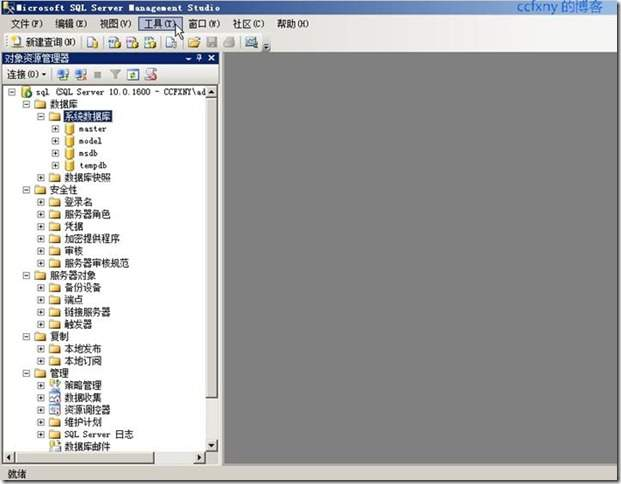 Microsoft SQL Server Management Studio
ccfxny 的博客
文件(F) 编辑(E) 视图(V) 工具(T) 窗口(W) 社区(C) 帮助(H)
新建查询(N)
对象资源管理器
连接(O)
sql (SQL Server 10.0.1600 - CCFXNY\ad
数据库
系统数据库
master
model
msdb
tempdb
数据库快照
安全性
登录名
服务器角色
凭据
加密提供程序
审核
服务器审核规范
服务器对象
备份设备
端点
链接服务器
触发器
复制
本地发布
本地订阅
管理
策略管理
数据收集
资源调控器
维护计划
SQL Server 日志
数据库邮件
就绪